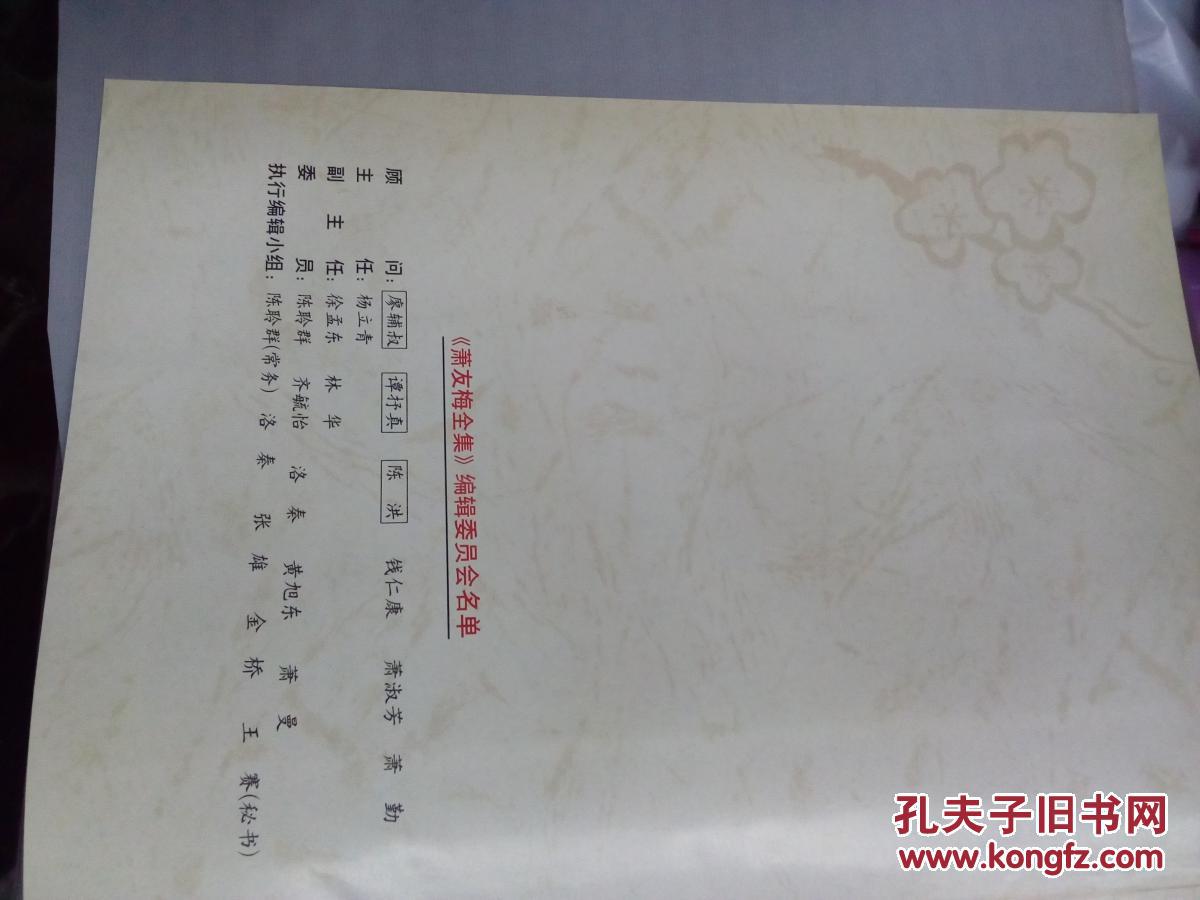 《萧友梅全集》编辑委员会名单
顾 问：廖辅叔 谭抒真 陈 洪 钱仁康 萧淑芳 萧 勤
主 任：杨立青
副 主 任：徐孟东 林 华
委 员：陈聆群 齐毓怡 洛 秦 黄旭东 萧 曼
执行编辑小组：陈聆群(常务) 洛 秦 张 雄 金 桥 王 赛(秘书)
孔夫子旧书网
www.kongfz.com